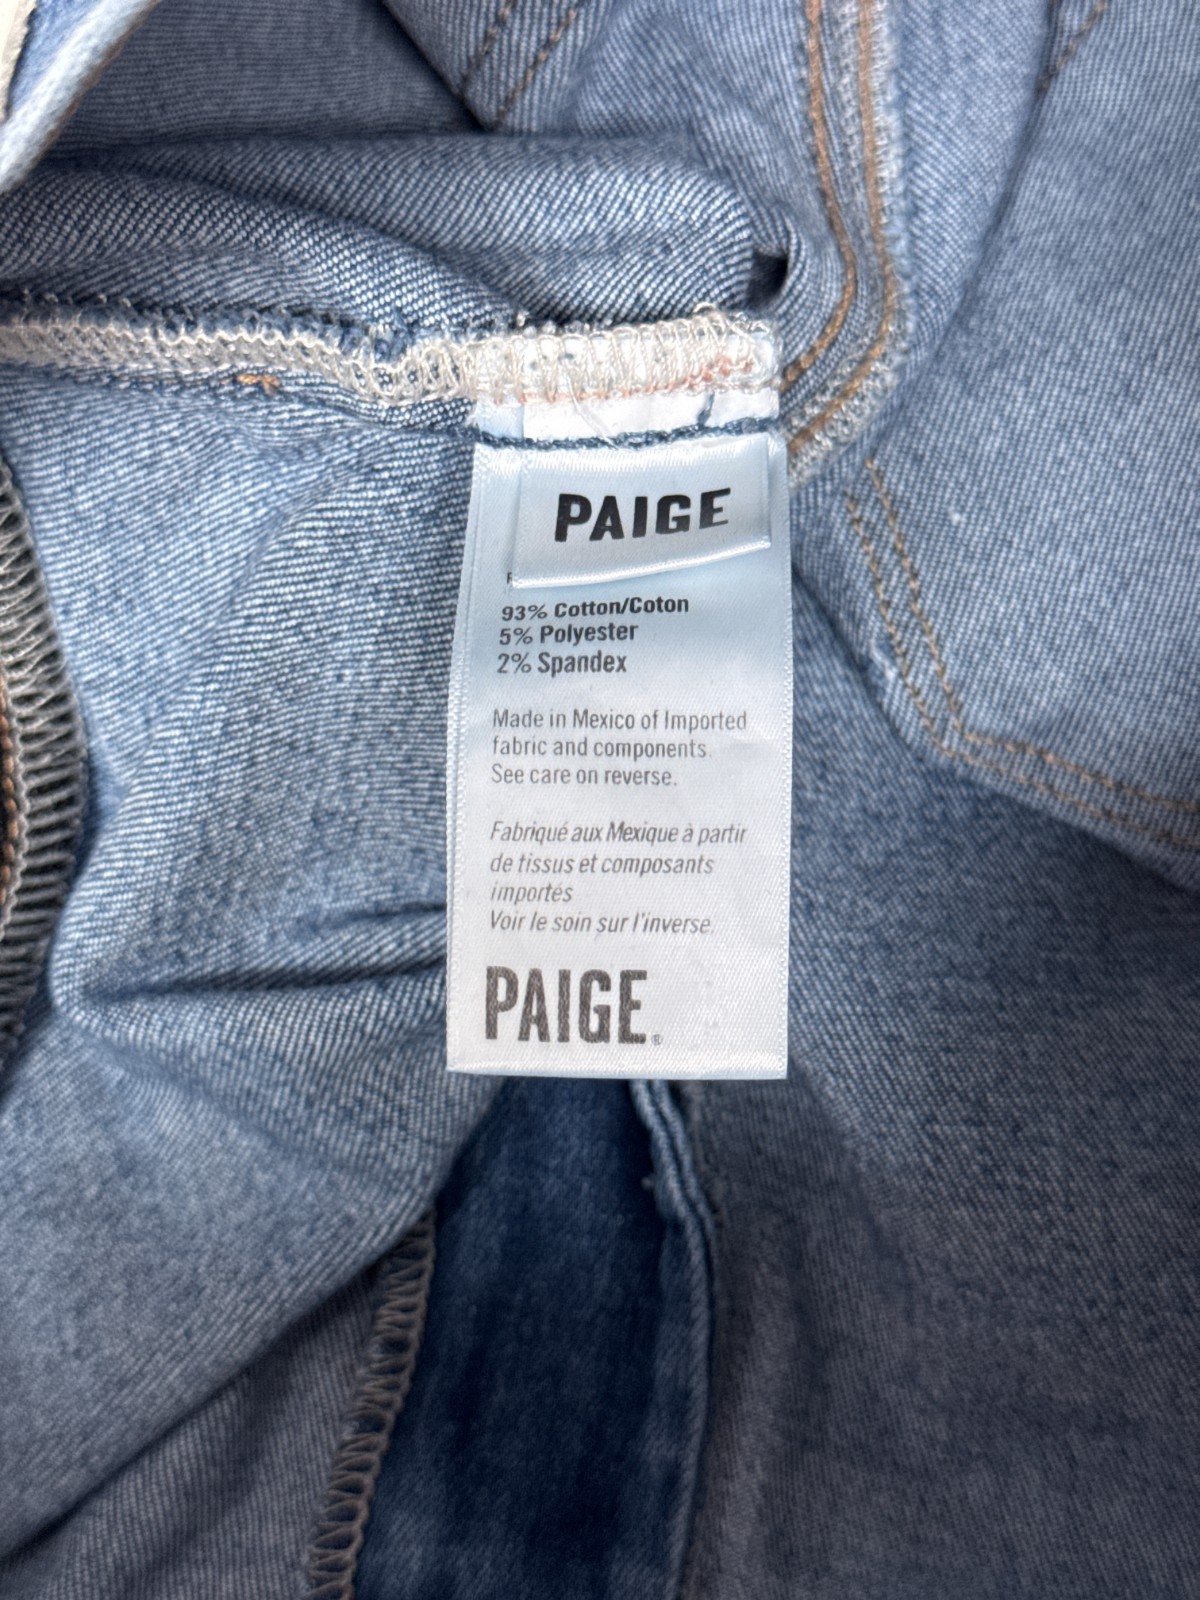 PAIGE
93% Cotton/Coton
5% Polyester
2% Spandex
Made in Mexico of Imported
fabric and components.
See care on reverse.
Fabriqué aux Mexique à partir
de tissus et composants
importés
Voir le soin sur l'inverse.
PAIGE®